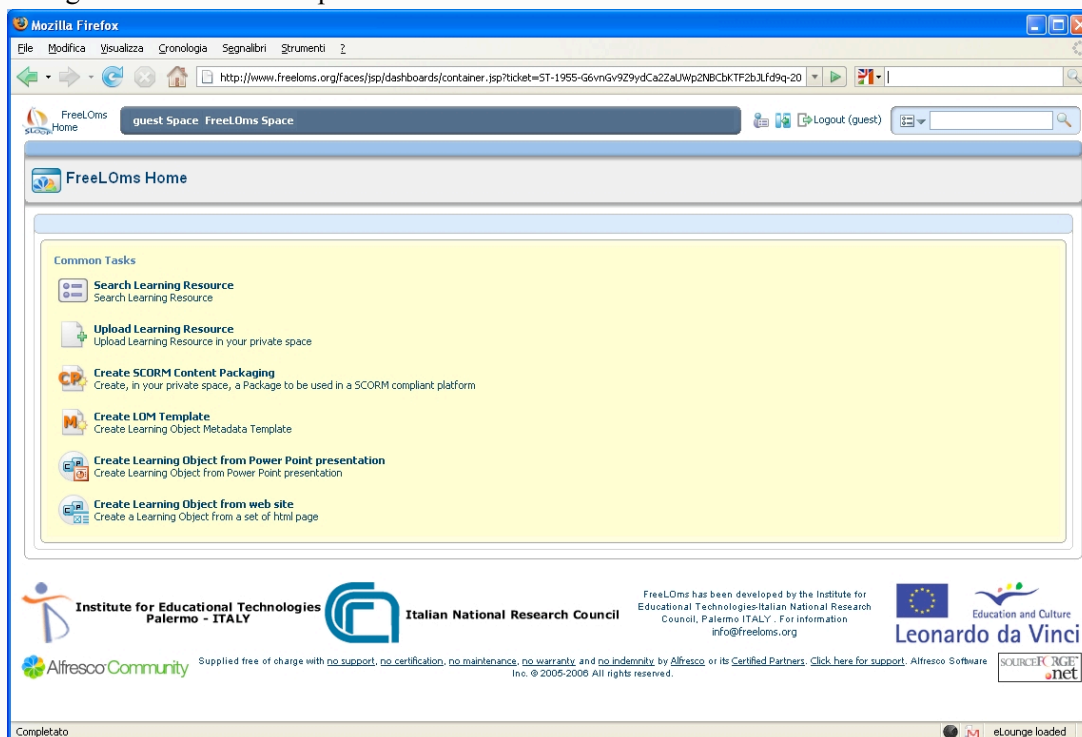 Mozilla Firefox
File Modifica Visualizza Cronologia Segnalibri Strumenti ?
http://www.freeloms.org/faces/jsp/dashboards/container.jsp?ticket=ST-1955-G6vnGv9Z9ydCa2ZaUWp2NBCbKTF2b3Lfd9q-20
SLOOP
FreeLOms
Home
guest Space FreeLOms Space
Logout (guest)
FreeLOms Home
Common Tasks
Search Learning Resource
Search Learning Resource
Upload Learning Resource
Upload Learning Resource in your private space
Create SCORM Content Packaging
Create, in your private space, a Package to be used in a SCORM compliant platform
Create LOM Template
Create Learning Object Metadata Template
Create Learning Object from Power Point presentation
Create Learning Object from Power Point presentation
Create Learning Object from web site
Create a Learning Object from a set of html page
Institute for Educational Technologies
Palermo - ITALY
Italian National Research Council
FreeLOms has been developed by the Institute for
Educational Technologies-Italian National Research
Council, Palermo ITALY . For information
info@freeloms.org
Education and Culture
Leonardo da Vinci
Alfresco Community
Supplied free of charge with no support, no certification, no maintenance, no warranty and no indemnity by Alfresco or its Certified Partners. Click here for support. Alfresco Software
Inc. © 2005-2006 All rights reserved.
SOURCEFORGE
.net
Completato
eLounge loaded